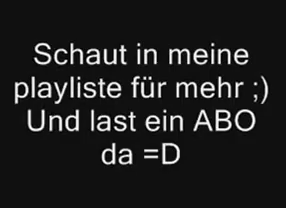 Schaut in meine
playliste für mehr ;)
Und last ein ABO
da =D